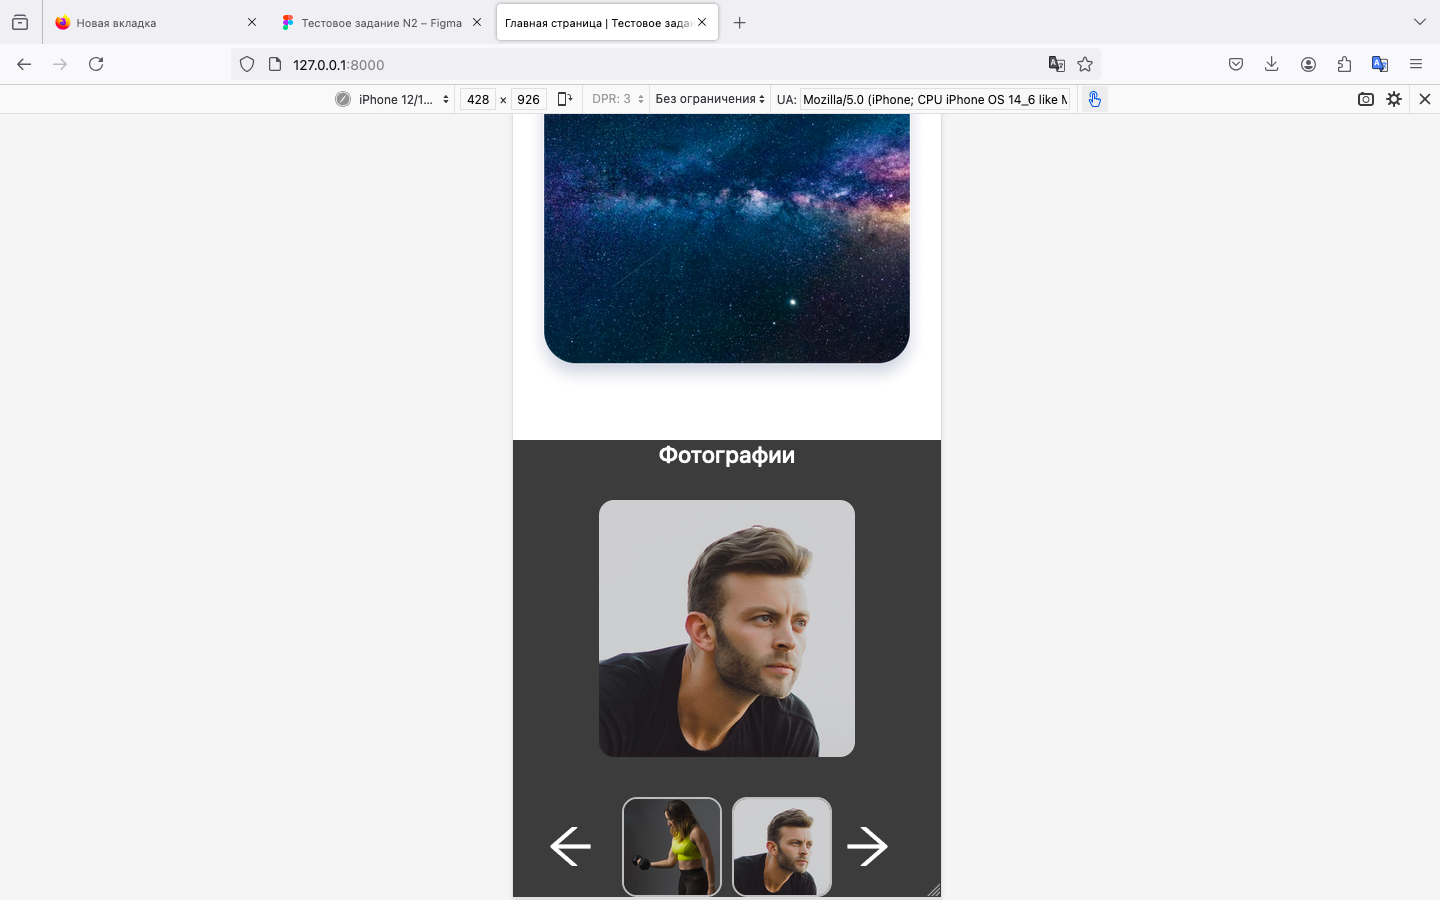 Новая вкладка
Тестовое задание N2 – Figma
Главная страница | Тестовое зада
127.0.0.1:8000
iPhone 12/1...
428 × 926
DPR: 3
Без ограничения
UA: Mozilla/5.0 (iPhone; CPU iPhone OS 14_6 like M
Фотографии